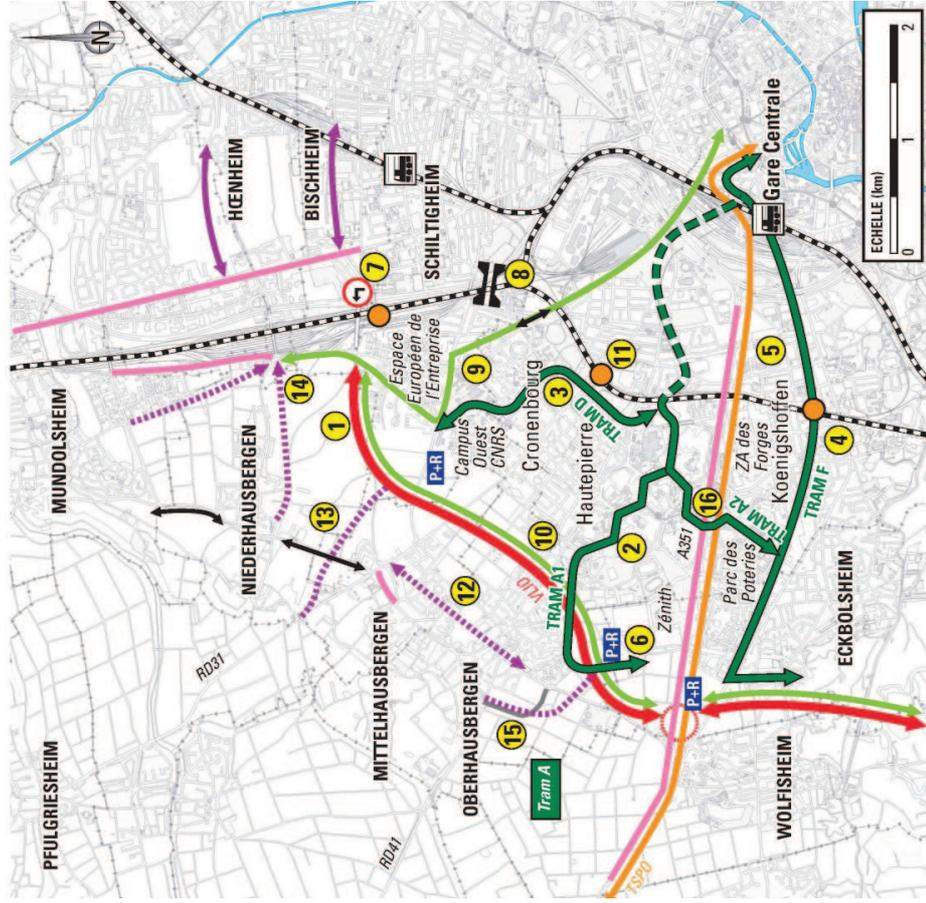 MUNDOLSHEIM
PFULGRIESHEIM
N
NIEDERHAUSBERGEN
14
HŒNHEIM
RD31
13
1
BISCHHEIM
MITTELHAUSBERGEN
7
Espace
Européen de
l'Entreprise
SCHILTIGHEIM
RD41
12
10
VLIO
P+R
Campus
Ouest
CNRS
9
8
OBERHAUSBERGEN
15
Cronenbourg
3
Tram A
TRAM A1
Hautepierre
TRAM D
11
2
P+R
6
Zénith
A351
16
TRAM A2
P+R
Parc des
Poteries
ZA des
Forges
Koenigshoffen
5
Gare Centrale
TSPO
WOLFISHEIM
ECKBOLSHEIM
TRAM F
4
ECHELLE (km)
0
1
2